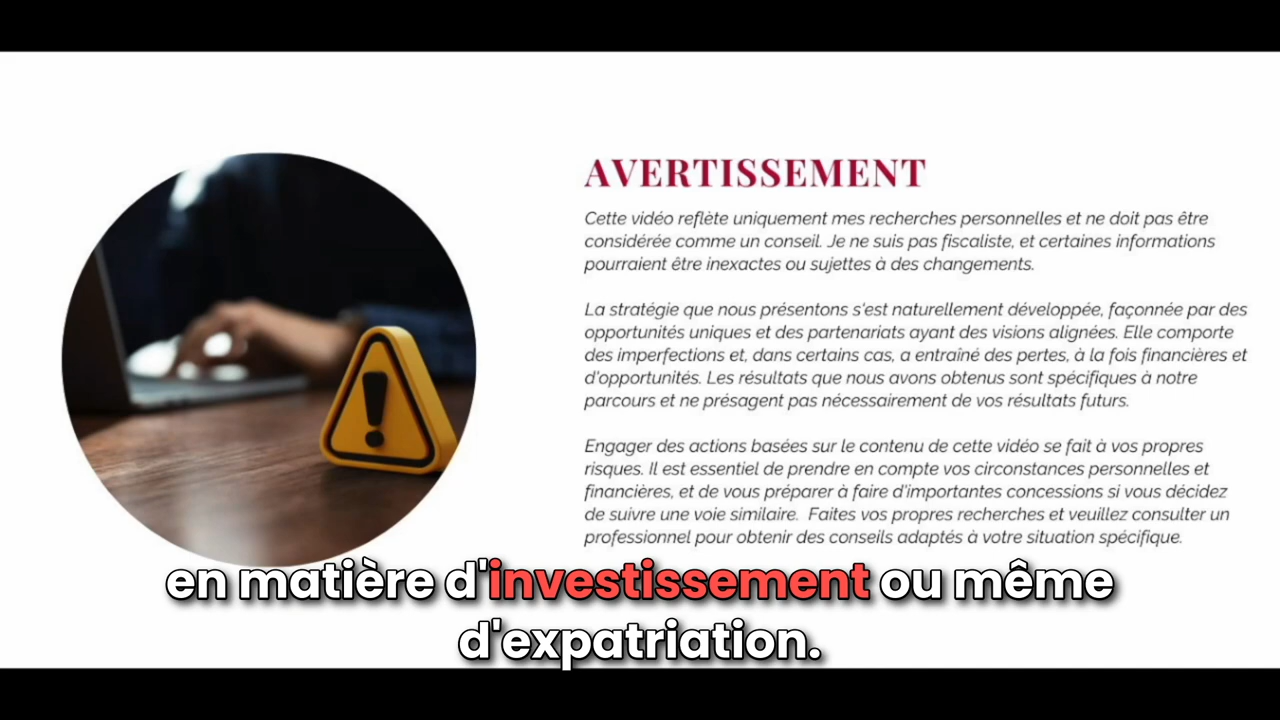 AVERTISSEMENT
Cette vidéo reflète uniquement mes recherches personnelles et ne doit pas être
considérée comme un conseil. Je ne suis pas fiscaliste, et certaines informations
pourraient être inexactes ou sujettes à des changements.
La stratégie que nous présentons s'est naturellement développée, façonnée par des
opportunités uniques et des partenariats ayant des visions alignées. Elle comporte
des imperfections et, dans certains cas, a entraîné des pertes, à la fois financières et
d'opportunités. Les résultats que nous avons obtenus sont spécifiques à notre
parcours et ne présagent pas nécessairement de vos résultats futurs.
Engager des actions basées sur le contenu de cette vidéo se fait à vos propres
risques. Il est essentiel de prendre en compte vos circonstances personnelles et
financières, et de vous préparer à faire d'importantes concessions si vous décidez
de suivre une voie similaire. Faites vos propres recherches et veuillez consulter un
professionnel pour obtenir des conseils adaptés à votre situation spécifique.
en matière d'investissement ou même
d'expatriation.